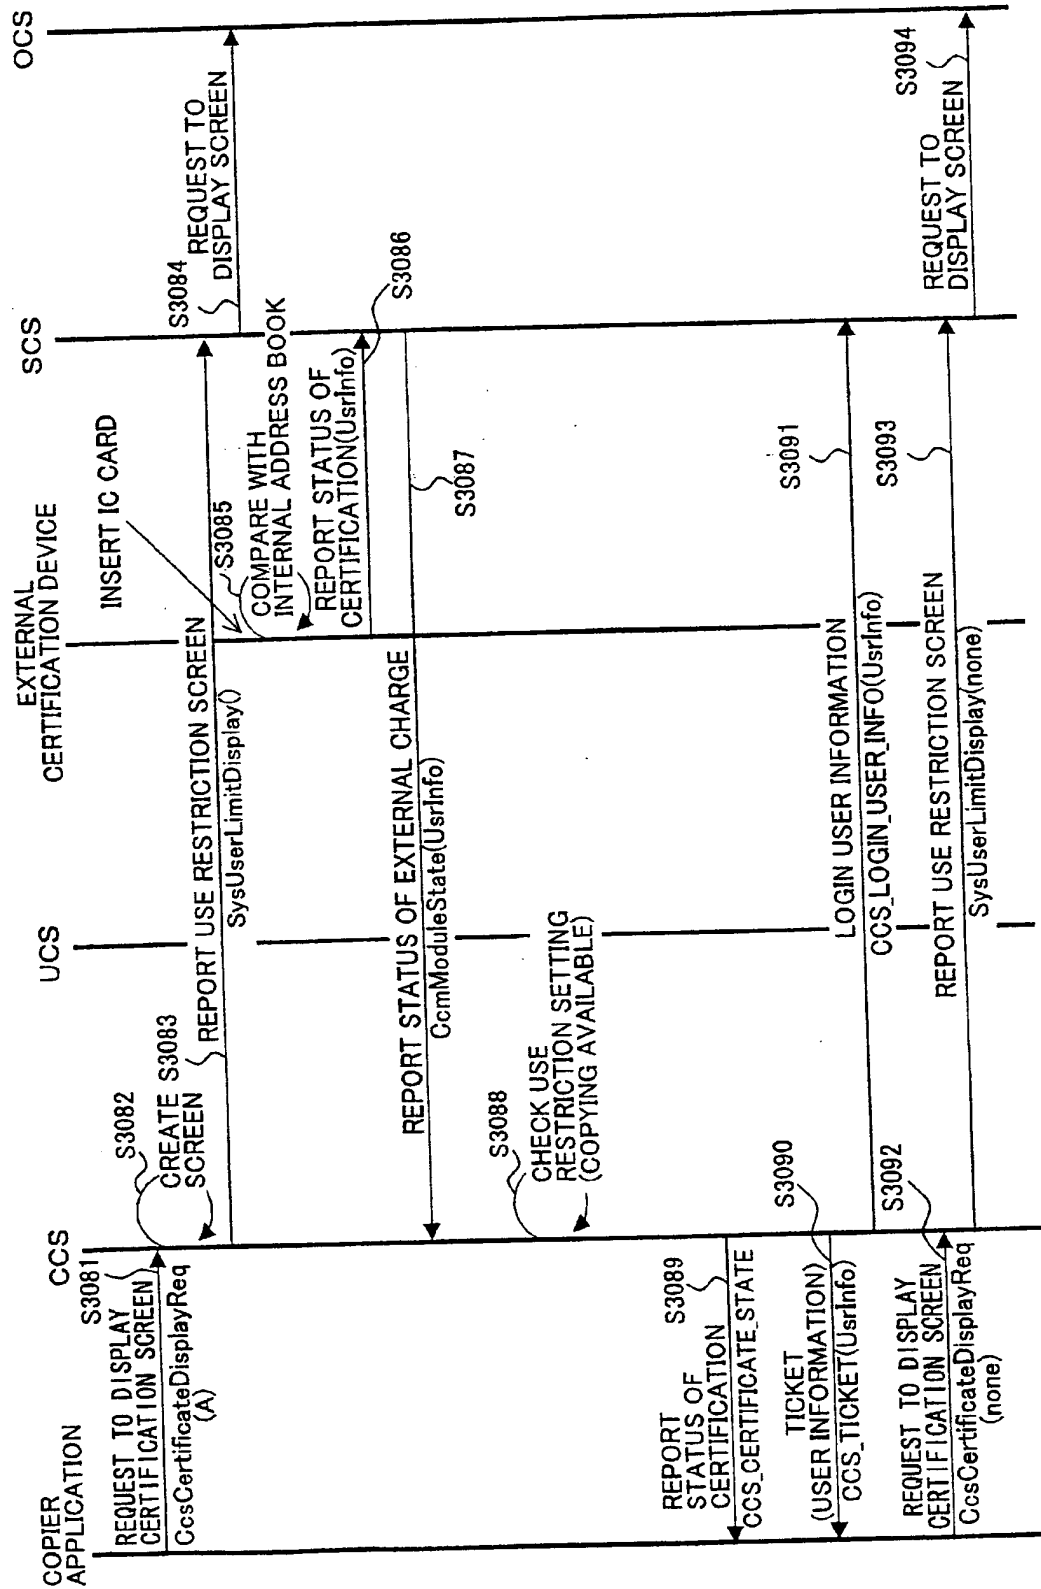 COPIER
APPLICATION
CCS
UCS
EXTERNAL
CERTIFICATION DEVICE
SCS
OCS
S3081
REQUEST TO DISPLAY
CERTIFICATION SCREEN
CcsCertificateDisplayReq
(A)
S3082
CREATE
SCREEN
S3083
REPORT USE RESTRICTION SCREEN
SysUserLimitDisplay()
S3084
REQUEST TO
DISPLAY SCREEN
INSERT IC CARD
S3085
COMPARE WITH
INTERNAL ADDRESS BOOK
REPORT STATUS OF
CERTIFICATION(UsrInfo)
S3086
REPORT STATUS OF EXTERNAL CHARGE
CcmModuleState(UsrInfo)
S3087
S3088
CHECK USE
RESTRICTION SETTING
(COPYING AVAILABLE)
REPORT
STATUS OF
CERTIFICATION
CCS_CERTIFICATE_STATE
S3089
TICKET
(USER INFORMATION)
CCS_TICKET(UsrInfo)
S3090
LOGIN USER INFORMATION
CCS_LOGIN_USER_INFO(UsrInfo)
S3091
REQUEST TO DISPLAY
CERTIFICATION SCREEN
CcsCertificateDisplayReq
(none)
S3092
REPORT USE RESTRICTION SCREEN
SysUserLimitDisplay(none)
S3093
REQUEST TO
DISPLAY SCREEN
S3094